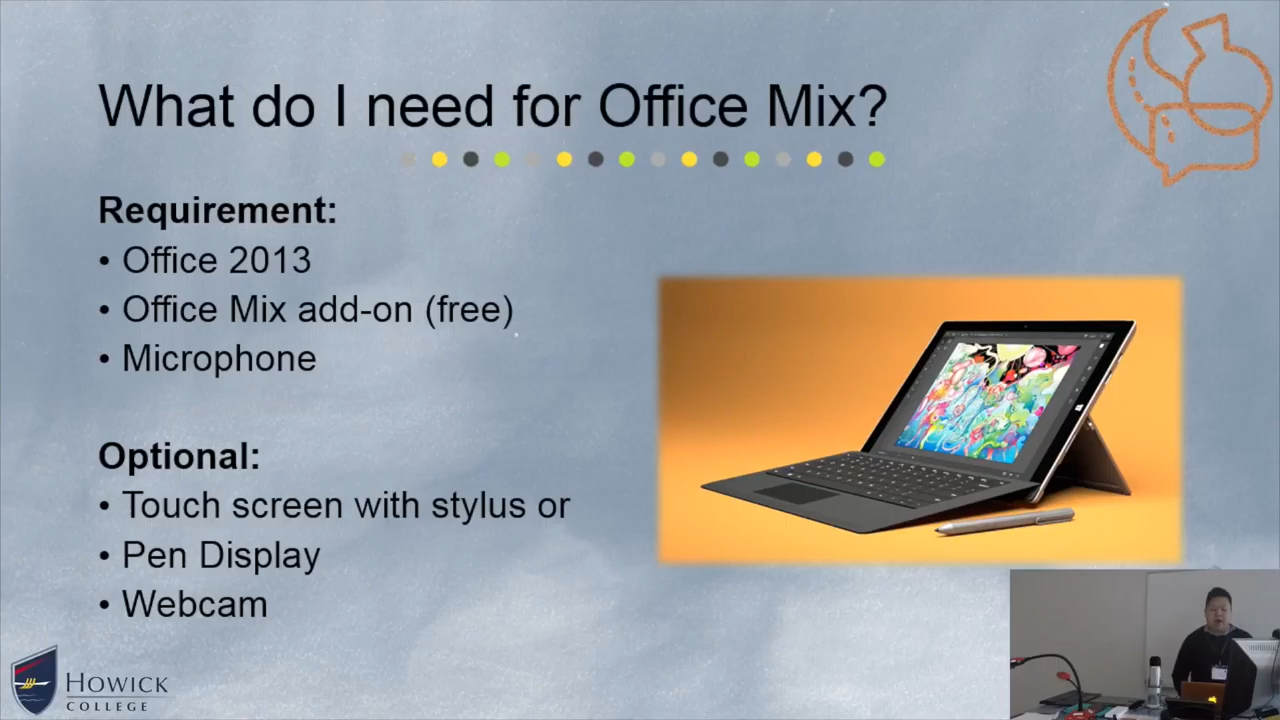 What do I need for Office Mix?
Requirement:
• Office 2013
• Office Mix add-on (free)
• Microphone
Optional:
• Touch screen with stylus or
• Pen Display
• Webcam
HOWICK
COLLEGE